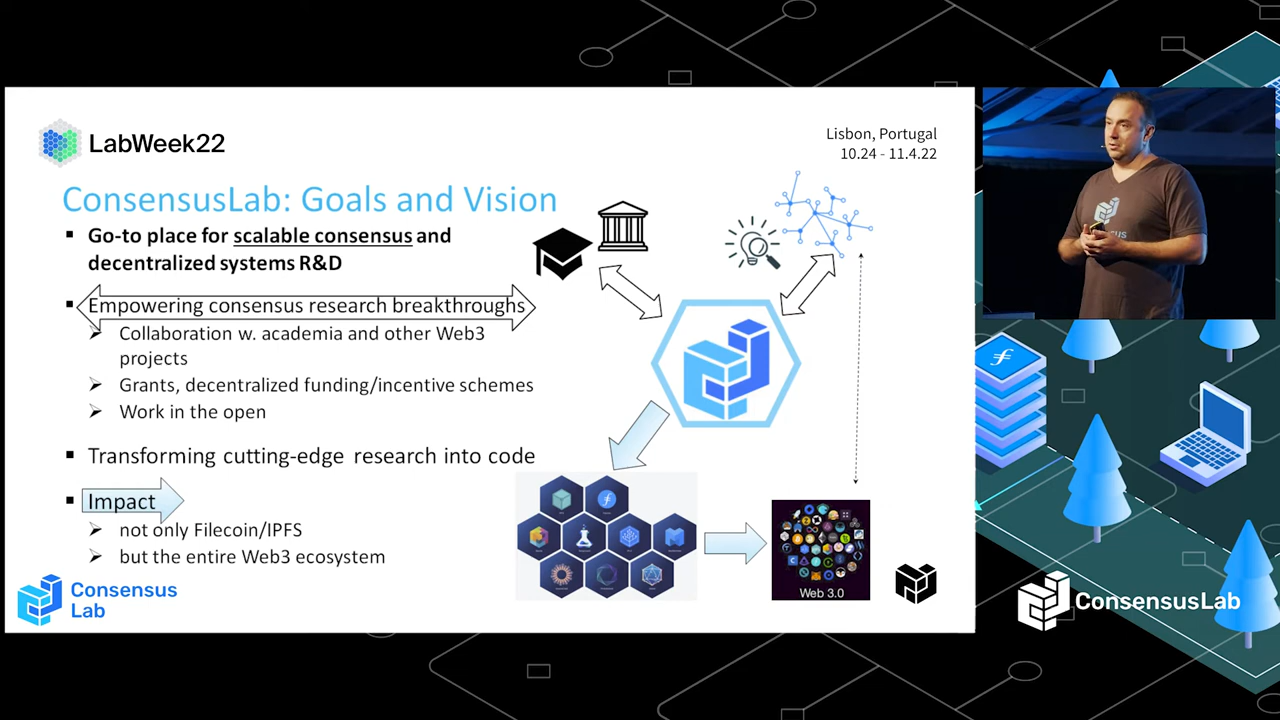 LabWeek22
Lisbon, Portugal
10.24 - 11.4.22
ConsensusLab: Goals and Vision
Go-to place for scalable consensus and
decentralized systems R&D
Empowering consensus research breakthroughs
Collaboration w. academia and other Web3
projects
Grants, decentralized funding/incentive schemes
Work in the open
Transforming cutting-edge research into code
Impact
not only Filecoin/IPFS
but the entire Web3 ecosystem
Web 3.0
Consensus
Lab
ConsensusLab